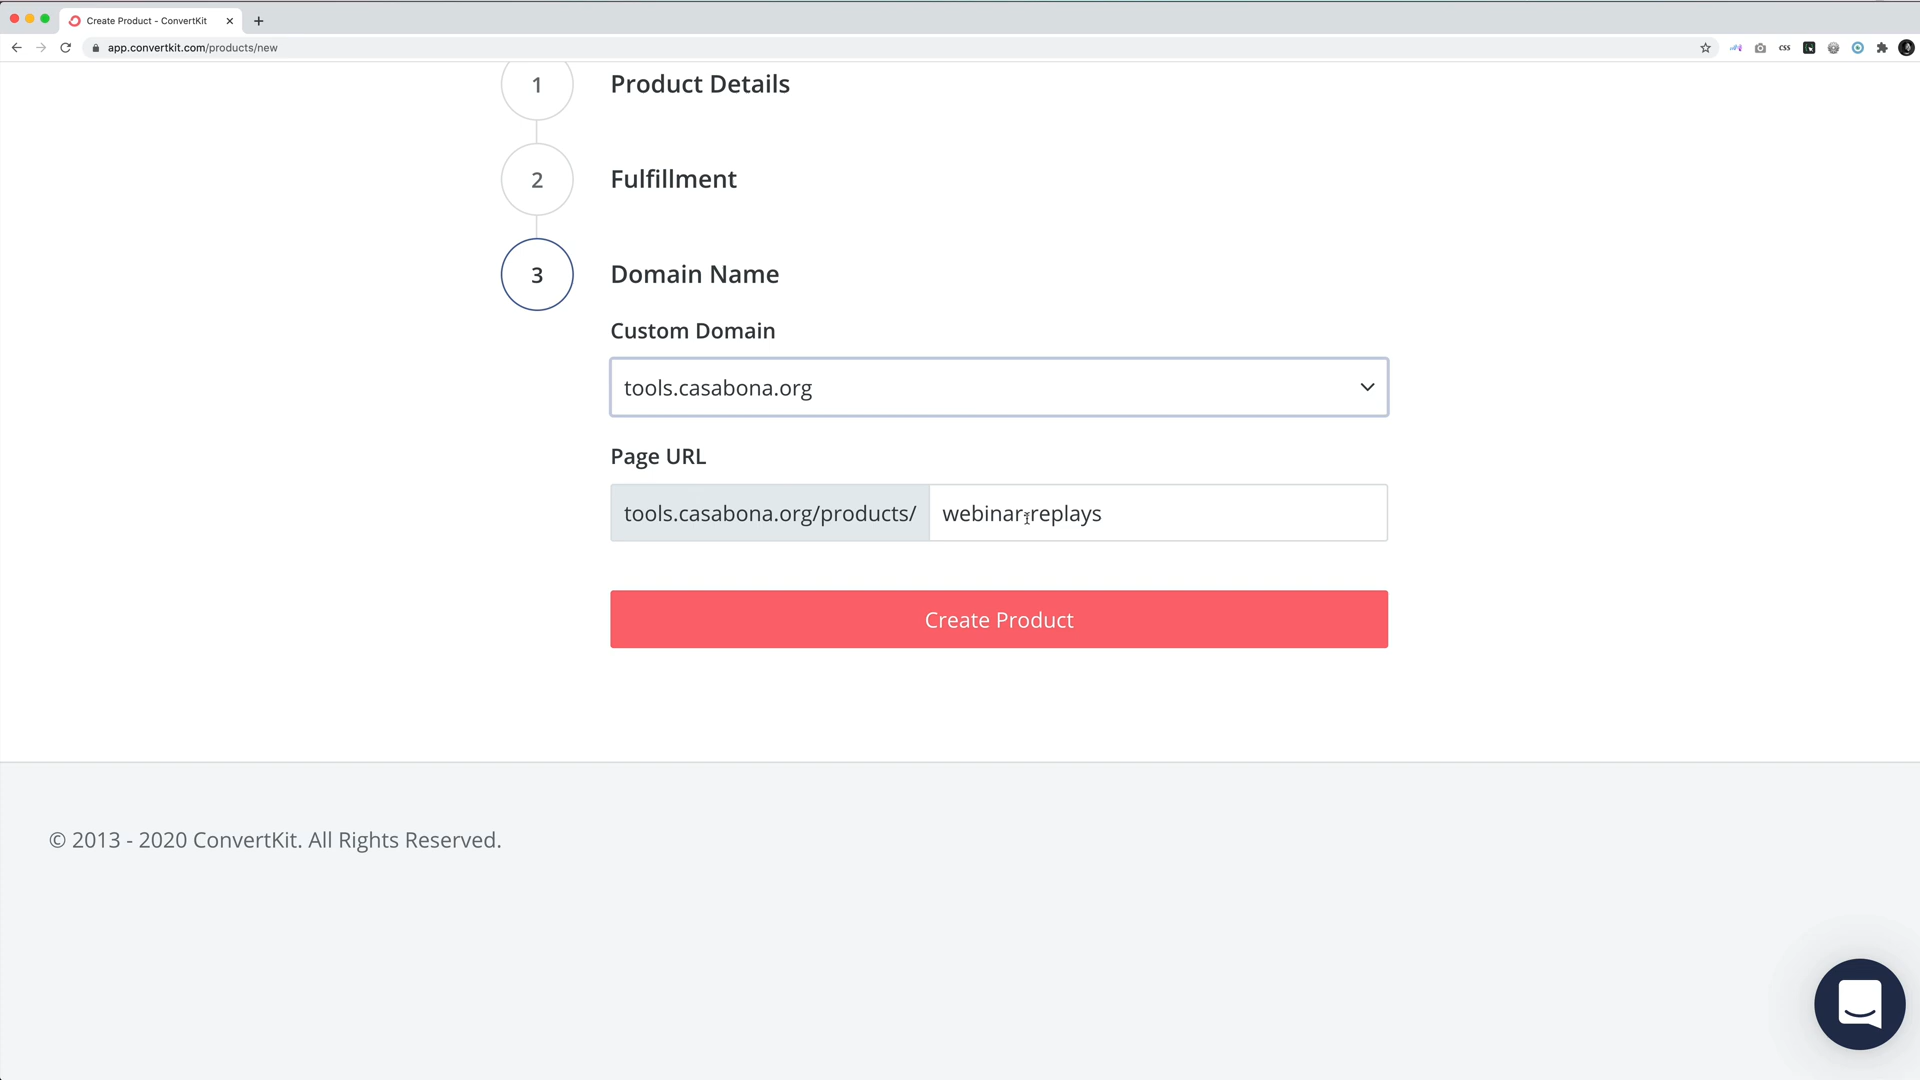 Create Product - ConvertKit
app.convertkit.com/products/new
CSS
1 Product Details
2 Fulfillment
3 Domain Name
Custom Domain
tools.casabona.org
Page URL
tools.casabona.org/products/ webinar-replays
Create Product
© 2013 - 2020 ConvertKit. All Rights Reserved.